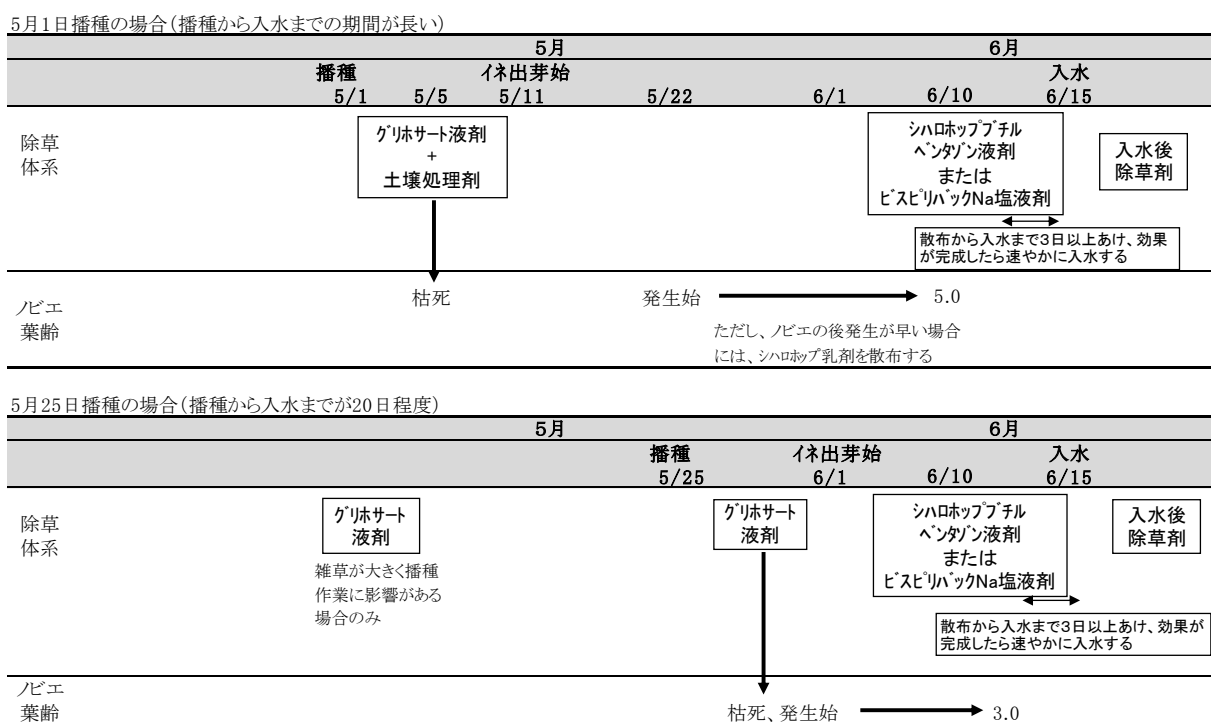 5月1日播種の場合（播種から入水までの期間が長い）
5月 6月
播種 イネ出芽始 入水
5/1 5/5 5/11 5/22 6/1 6/10 6/15
除草
体系
グリホサート液剤
+
土壌処理剤
シハロホップブチル
ベンタゾン液剤
または
ビスピリバックNa塩液剤
入水後
除草剤
散布から入水まで3日以上あけ、効果
が完成したら速やかに入水する
ノビエ
葉齢
枯死 発生始 5.0
ただし、ノビエの後発生が早い場合
には、シハロホップ乳剤を散布する
5月25日播種の場合（播種から入水までが20日程度）
5月 6月
播種 イネ出芽始 入水
5/25 6/1 6/10 6/15
除草
体系
グリホサート
液剤
雑草が大きく播種
作業に影響がある
場合のみ
グリホサート
液剤
シハロホップブチル
ベンタゾン液剤
または
ビスピリバックNa塩液剤
入水後
除草剤
散布から入水まで3日以上あけ、効果が
完成したら速やかに入水する
ノビエ
葉齢
枯死、発生始 3.0